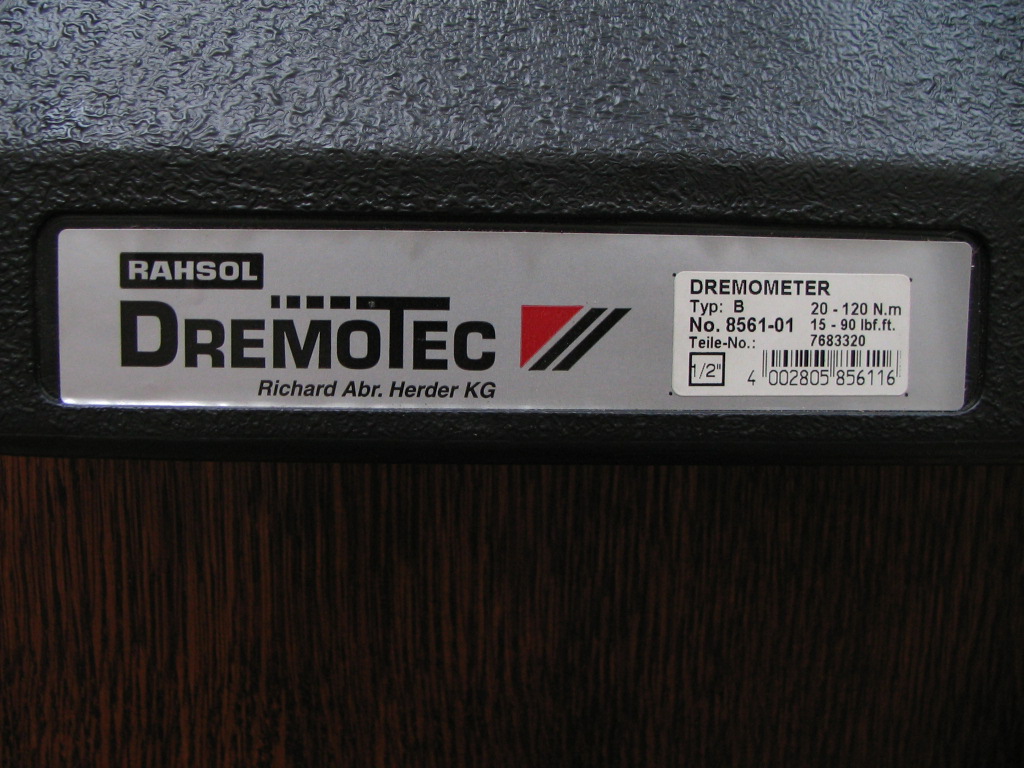 RAHSOL
DREMOTEC
Richard Abr. Herder KG
DREMOMETER
Typ: B 20 - 120 N.m
No. 8561-01 15 - 90 lbf.ft.
Teile-No.: 7683320
1/2"
4 002805 856116